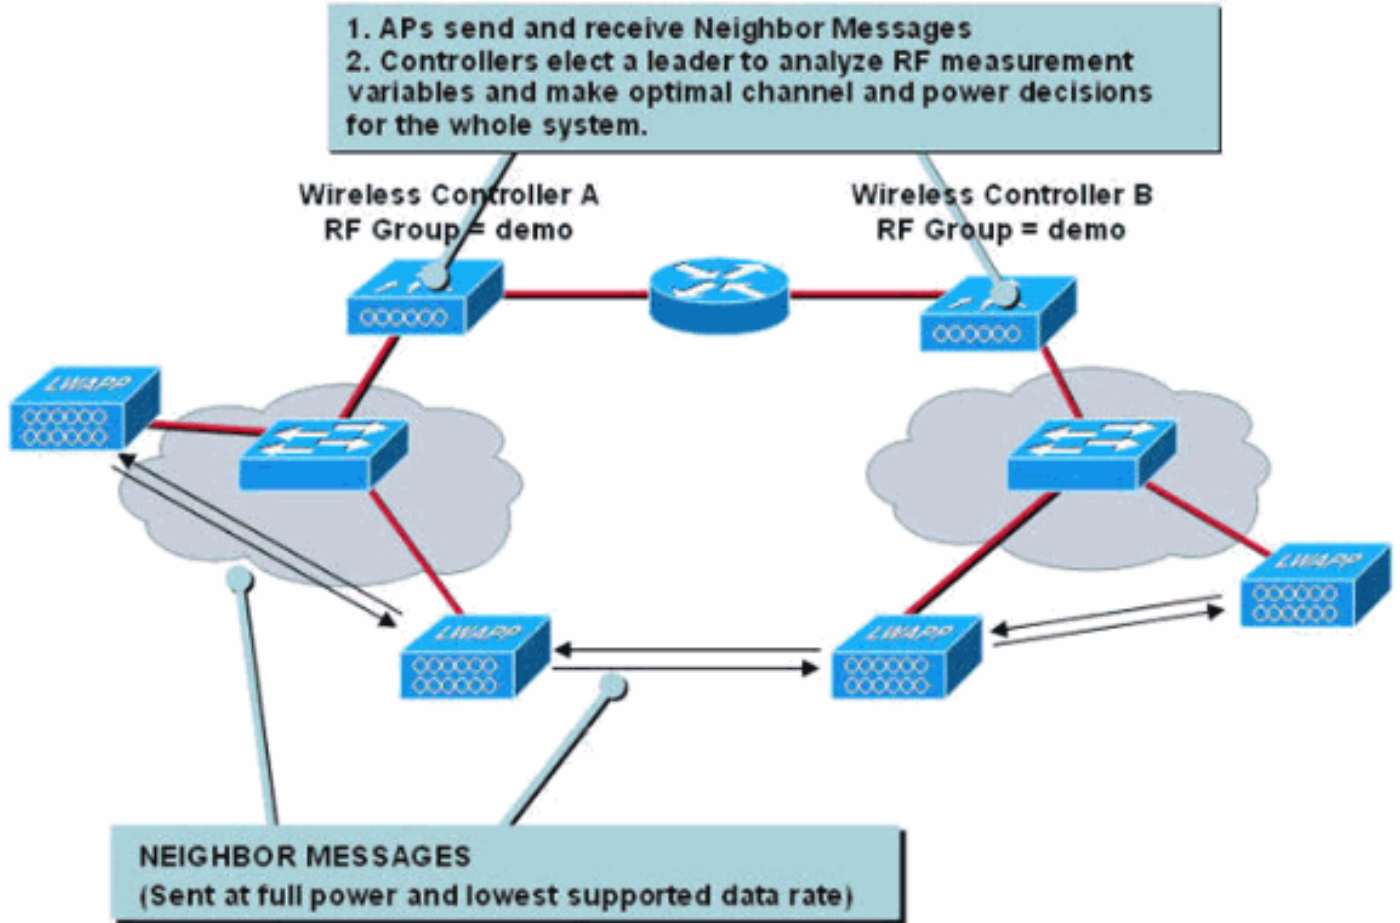 1. APs send and receive Neighbor Messages
2. Controllers elect a leader to analyze RF measurement
variables and make optimal channel and power decisions
for the whole system.
Wireless Controller A
RF Group = demo
Wireless Controller B
RF Group = demo
LWAPP
LWAPP
LWAPP
LWAPP
NEIGHBOR MESSAGES
(Sent at full power and lowest supported data rate)